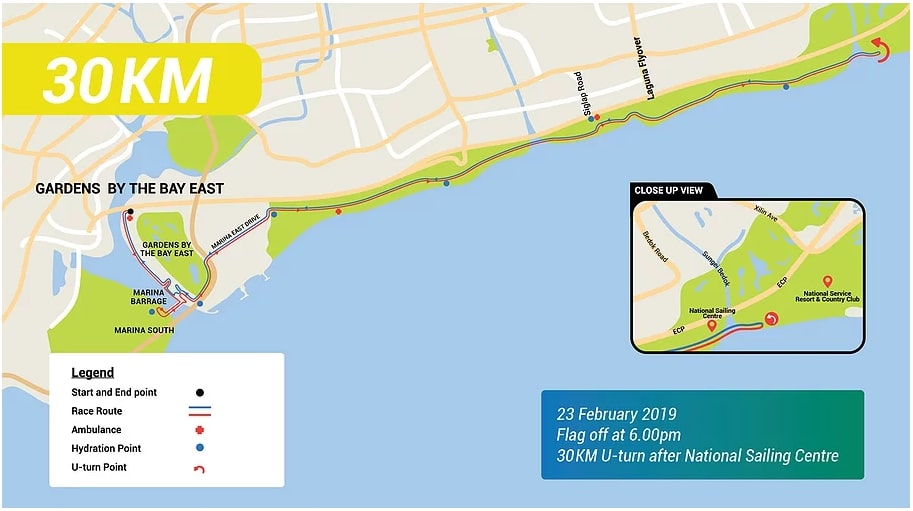 30 KM
Siglap Road
Laguna Flyover
GARDENS BY THE BAY EAST
GARDENS BY
THE BAY EAST
MARINA EAST DRIVE
MARINA
BARRAGE
MARINA SOUTH
CLOSE UP VIEW
Xilin Ave
Bedok Road
Sungei Bedok
ECP
National Service
Resort & Country Club
National Sailing
Centre
ECP
Legend
Start and End point
Race Route
Ambulance
Hydration Point
U-turn Point
23 February 2019
Flag off at 6.00pm
30KM U-turn after National Sailing Centre